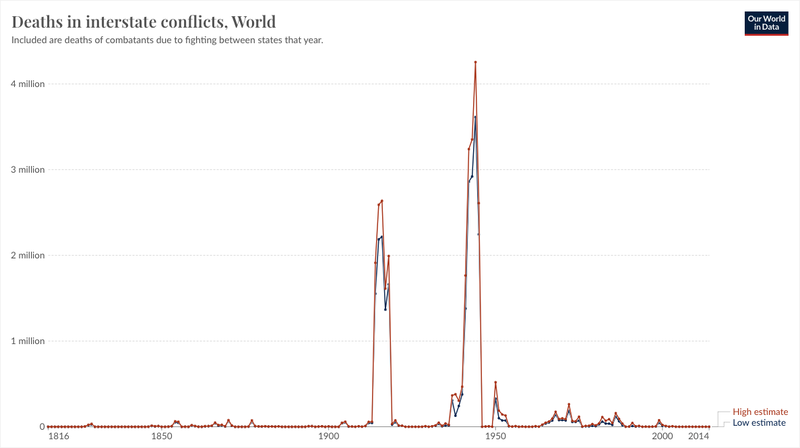 Deaths in interstate conflicts, World
Included are deaths of combatants due to fighting between states that year.
Our World
in Data
4 million
3 million
2 million
1 million
0
1816
1850
1900
1950
2000
2014
High estimate
Low estimate